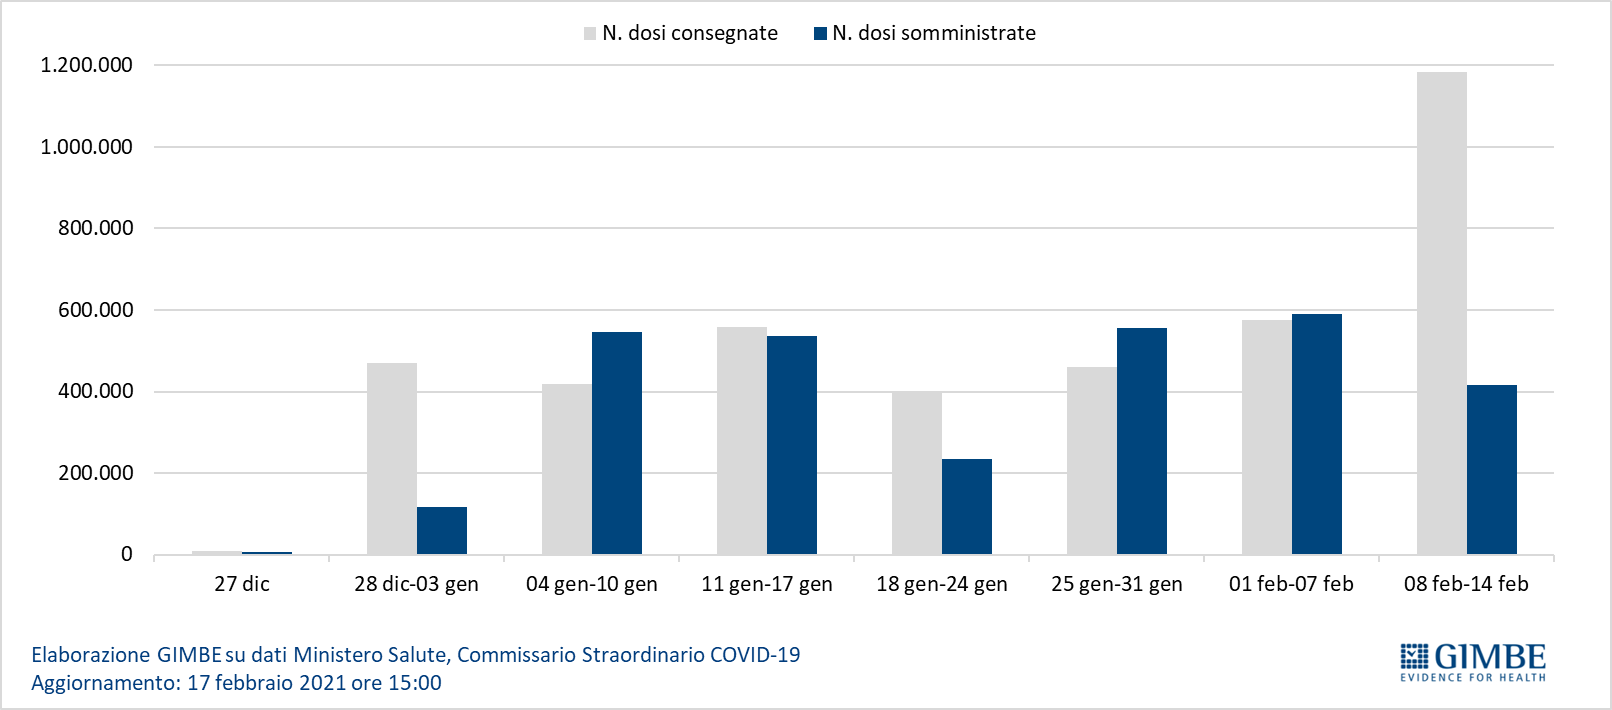 N. dosi consegnate N. dosi somministrate
1.200.000
1.000.000
800.000
600.000
400.000
200.000
0
27 dic 28 dic-03 gen 04 gen-10 gen 11 gen-17 gen 18 gen-24 gen 25 gen-31 gen 01 feb-07 feb 08 feb-14 feb
Elaborazione GIMBE su dati Ministero Salute, Commissario Straordinario COVID-19
Aggiornamento: 17 febbraio 2021 ore 15:00
GIMBE
EVIDENCE FOR HEALTH